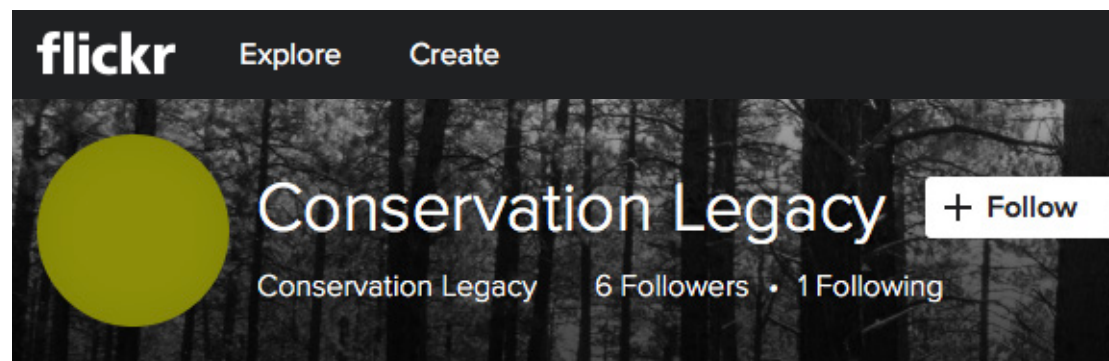 flickr Explore Create
Conservation Legacy + Follow
Conservation Legacy 6 Followers • 1 Following